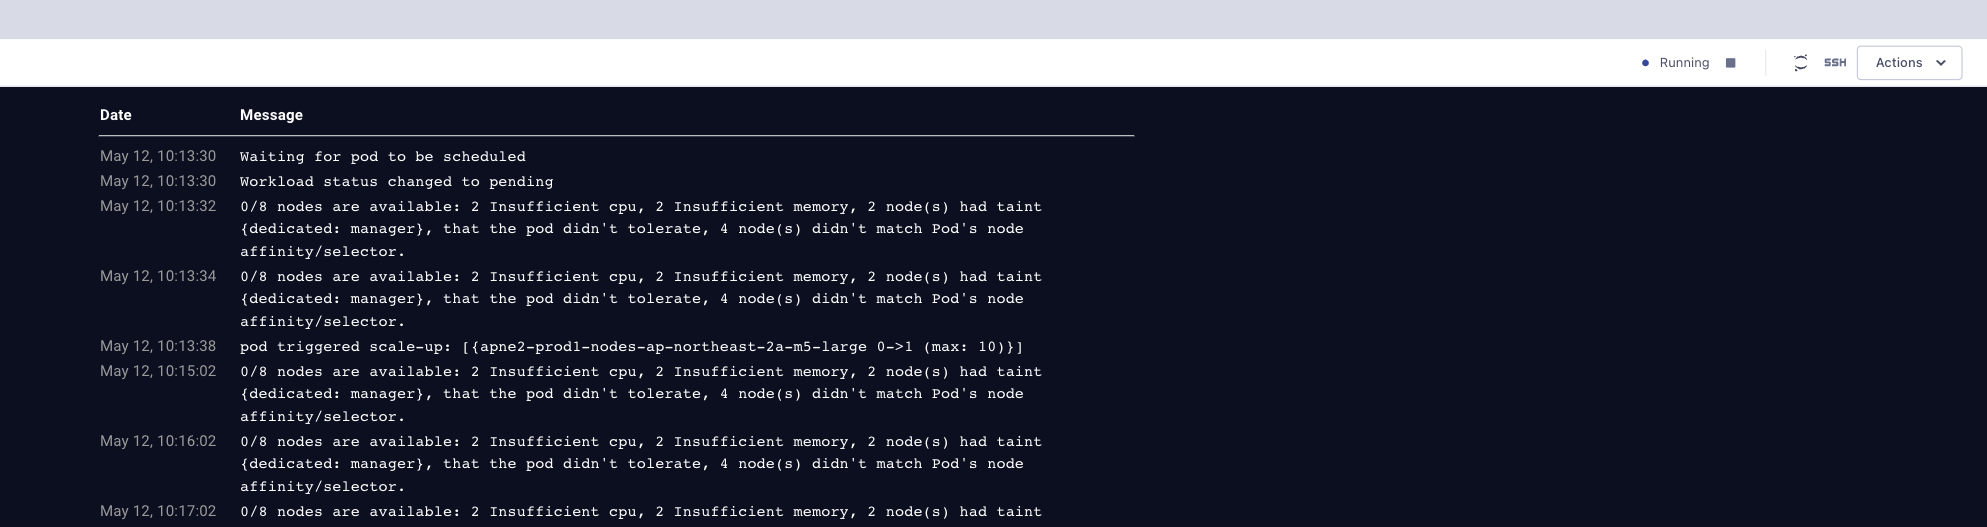 Running SSH Actions
Date Message
May 12, 10:13:30 Waiting for pod to be scheduled
May 12, 10:13:30 Workload status changed to pending
May 12, 10:13:32 0/8 nodes are available: 2 Insufficient cpu, 2 Insufficient memory, 2 node(s) had taint
{dedicated: manager}, that the pod didn't tolerate, 4 node(s) didn't match Pod's node
affinity/selector.
May 12, 10:13:34 0/8 nodes are available: 2 Insufficient cpu, 2 Insufficient memory, 2 node(s) had taint
{dedicated: manager}, that the pod didn't tolerate, 4 node(s) didn't match Pod's node
affinity/selector.
May 12, 10:13:38 pod triggered scale-up: [{apne2-prod1-nodes-ap-northeast-2a-m5-large 0->1 (max: 10)}]
May 12, 10:15:02 0/8 nodes are available: 2 Insufficient cpu, 2 Insufficient memory, 2 node(s) had taint
{dedicated: manager}, that the pod didn't tolerate, 4 node(s) didn't match Pod's node
affinity/selector.
May 12, 10:16:02 0/8 nodes are available: 2 Insufficient cpu, 2 Insufficient memory, 2 node(s) had taint
{dedicated: manager}, that the pod didn't tolerate, 4 node(s) didn't match Pod's node
affinity/selector.
May 12, 10:17:02 0/8 nodes are available: 2 Insufficient cpu, 2 Insufficient memory, 2 node(s) had taint